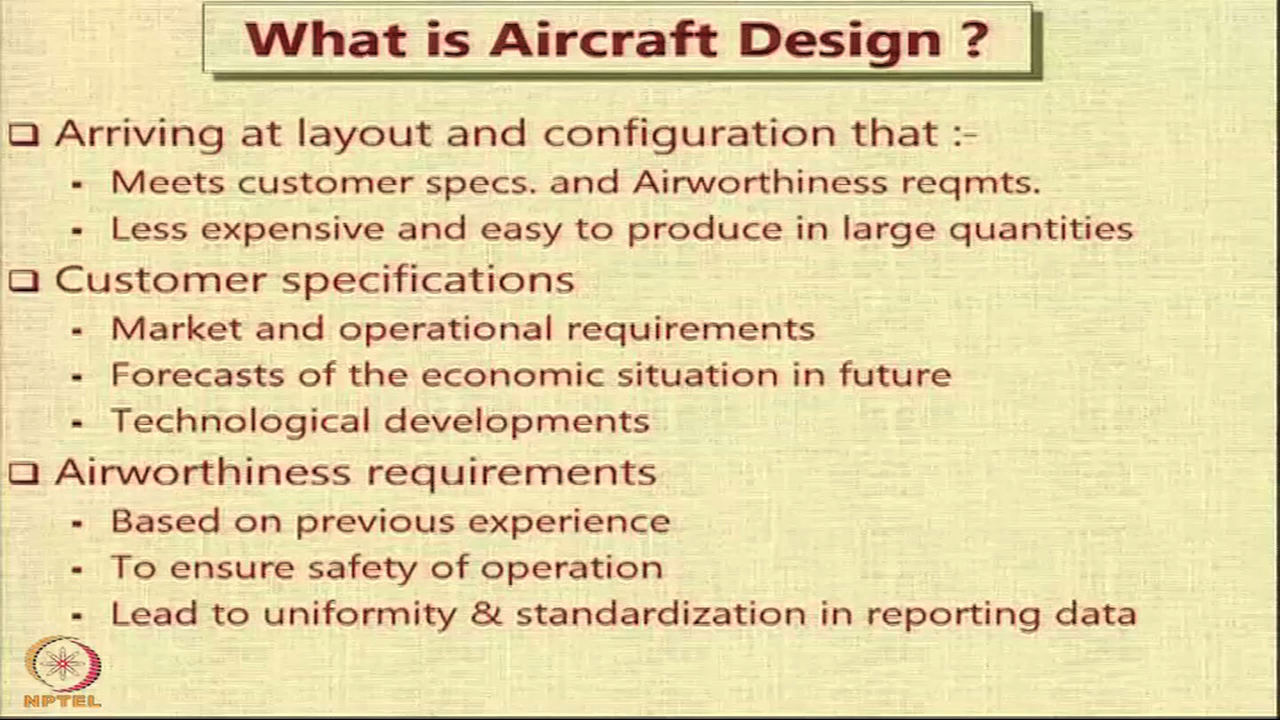 What is Aircraft Design ?
Arriving at layout and configuration that :-
Meets customer specs. and Airworthiness reqmts.
Less expensive and easy to produce in large quantities
Customer specifications
Market and operational requirements
Forecasts of the economic situation in future
Technological developments
Airworthiness requirements
Based on previous experience
To ensure safety of operation
Lead to uniformity & standardization in reporting data
NPTEL